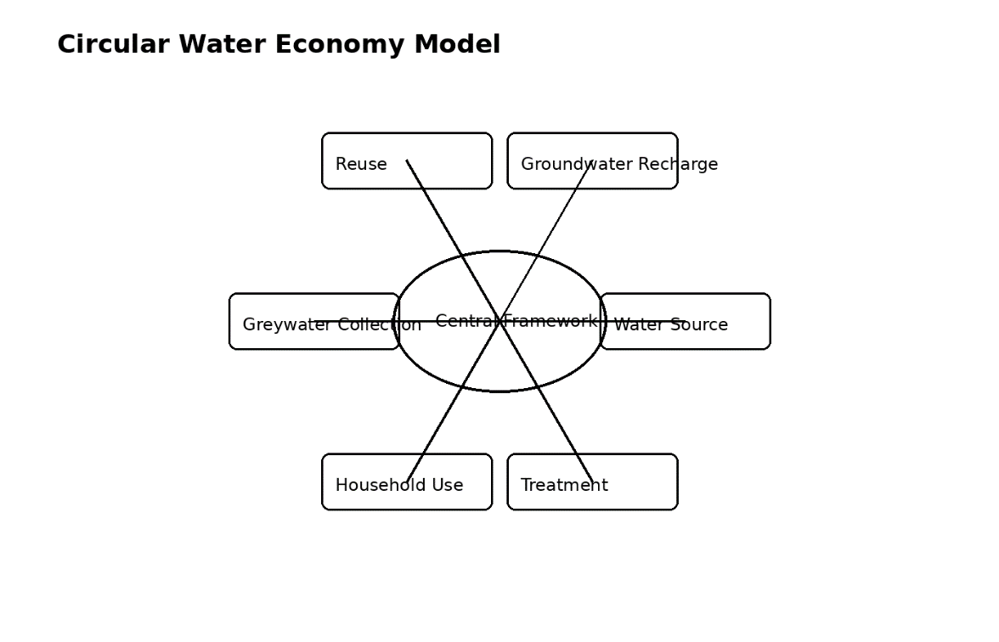 Circular Water Economy Model
Reuse
Groundwater Recharge
Greywater Collection
Central Framework
Water Source
Household Use
Treatment